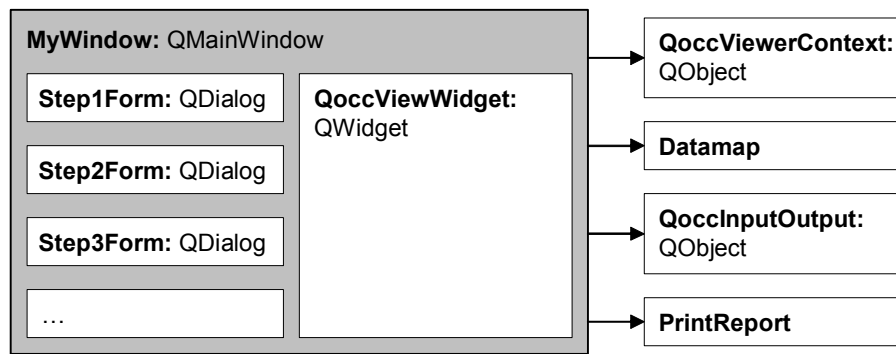 MyWindow: QMainWindow
Step1Form: QDialog
Step2Form: QDialog
Step3Form: QDialog
...
QoccViewWidget:
QWidget
QoccViewerContext:
QObject
Datamap
QoccInputOutput:
QObject
PrintReport